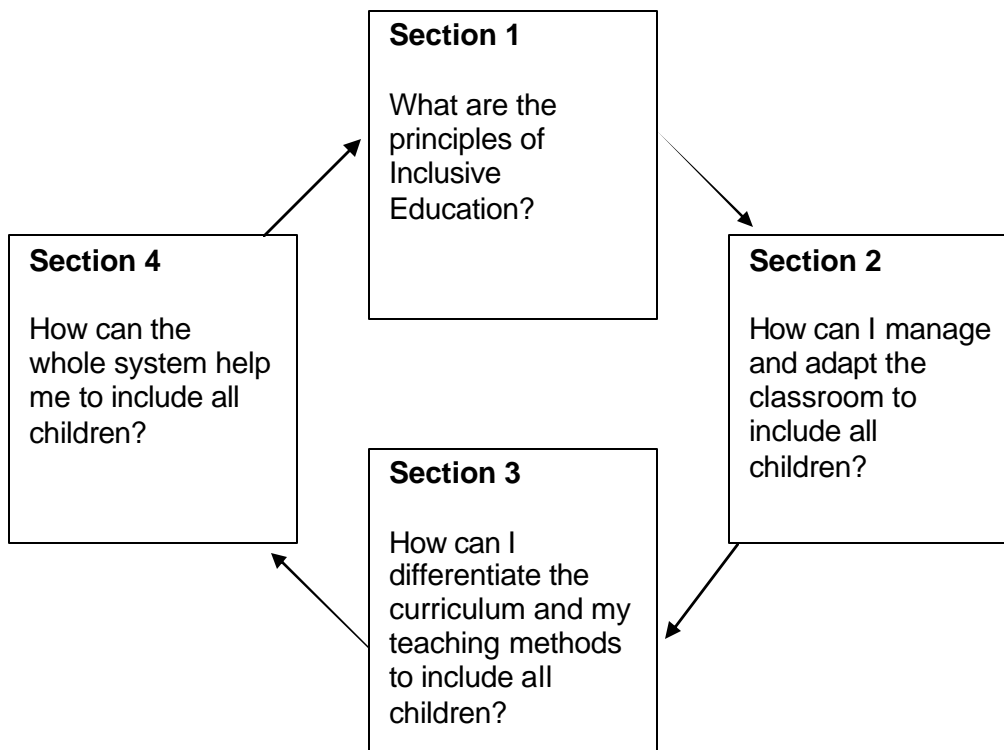 Section 1
What are the
principles of
Inclusive
Education?
Section 2
How can I manage
and adapt the
classroom to
include all
children?
Section 3
How can I
differentiate the
curriculum and my
teaching methods
to include all
children?
Section 4
How can the
whole system help
me to include all
children?